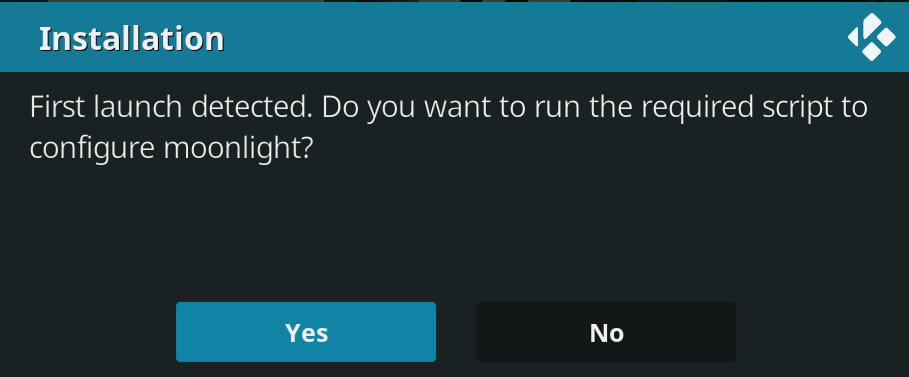 Installation
First launch detected. Do you want to run the required script to
configure moonlight?
Yes
No